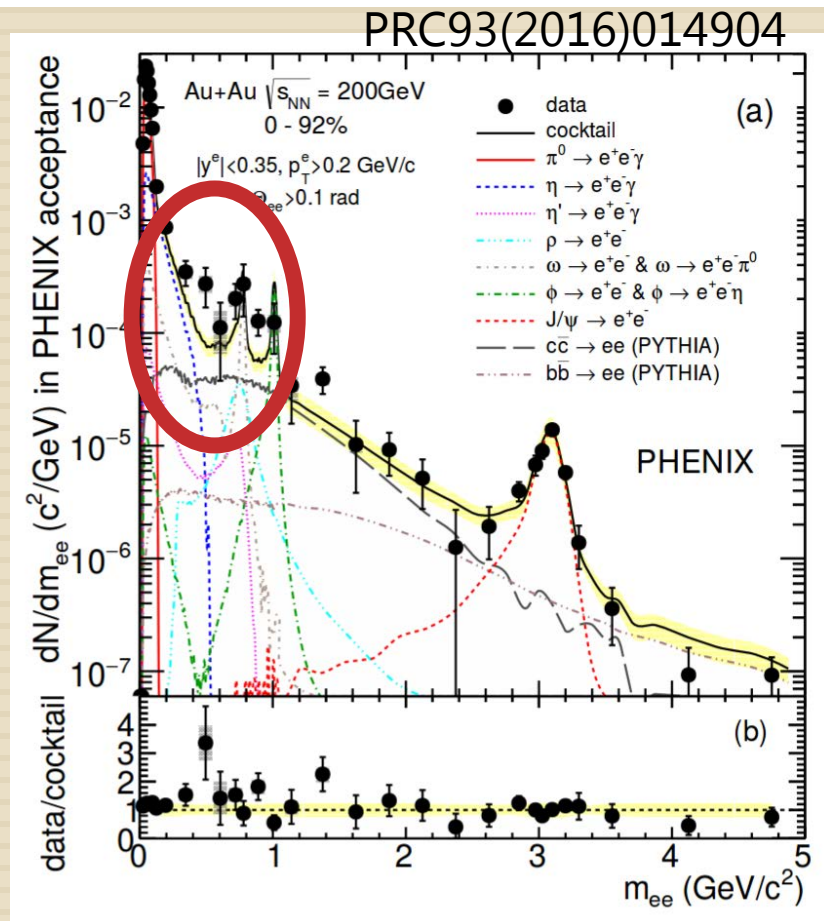 PRC93(2016)014904
Au+Au √s_NN = 200GeV
0 - 92%
|y^e|<0.35, p_T^e>0.2 GeV/c
ee>0.1 rad
(a)
data
cocktail
π⁰ → e⁺e⁻γ
η → e⁺e⁻γ
η' → e⁺e⁻γ
ρ → e⁺e⁻
ω → e⁺e⁻ & ω → e⁺e⁻π⁰
φ → e⁺e⁻ & φ → e⁺e⁻η
J/ψ → e⁺e⁻
cc̄ → ee (PYTHIA)
bb̄ → ee (PYTHIA)
PHENIX
dN/dm_ee (c²/GeV) in PHENIX acceptance
10⁻²
10⁻³
10⁻⁴
10⁻⁵
10⁻⁶
10⁻⁷
(b)
data/cocktail
4
3
2
1
0
0 1 2 3 4 5
m_ee (GeV/c²)